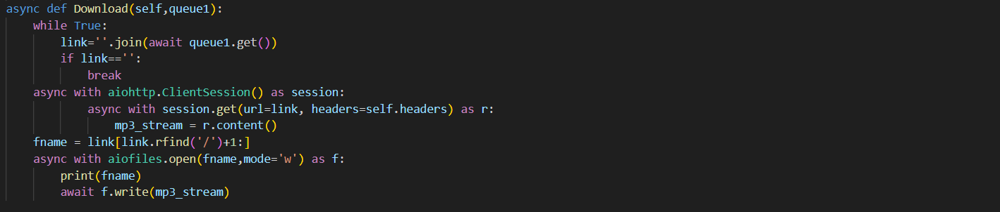 async def Download(self,queue1):
    while True:
        link=''.join(await queue1.get())
        if link=='':
            break
    async with aiohttp.ClientSession() as session:
            async with session.get(url=link, headers=self.headers) as r:
                mp3_stream = r.content()
    fname = link[link.rfind('/')+1:]
    async with aiofiles.open(fname,mode='w') as f:
        print(fname)
        await f.write(mp3_stream)